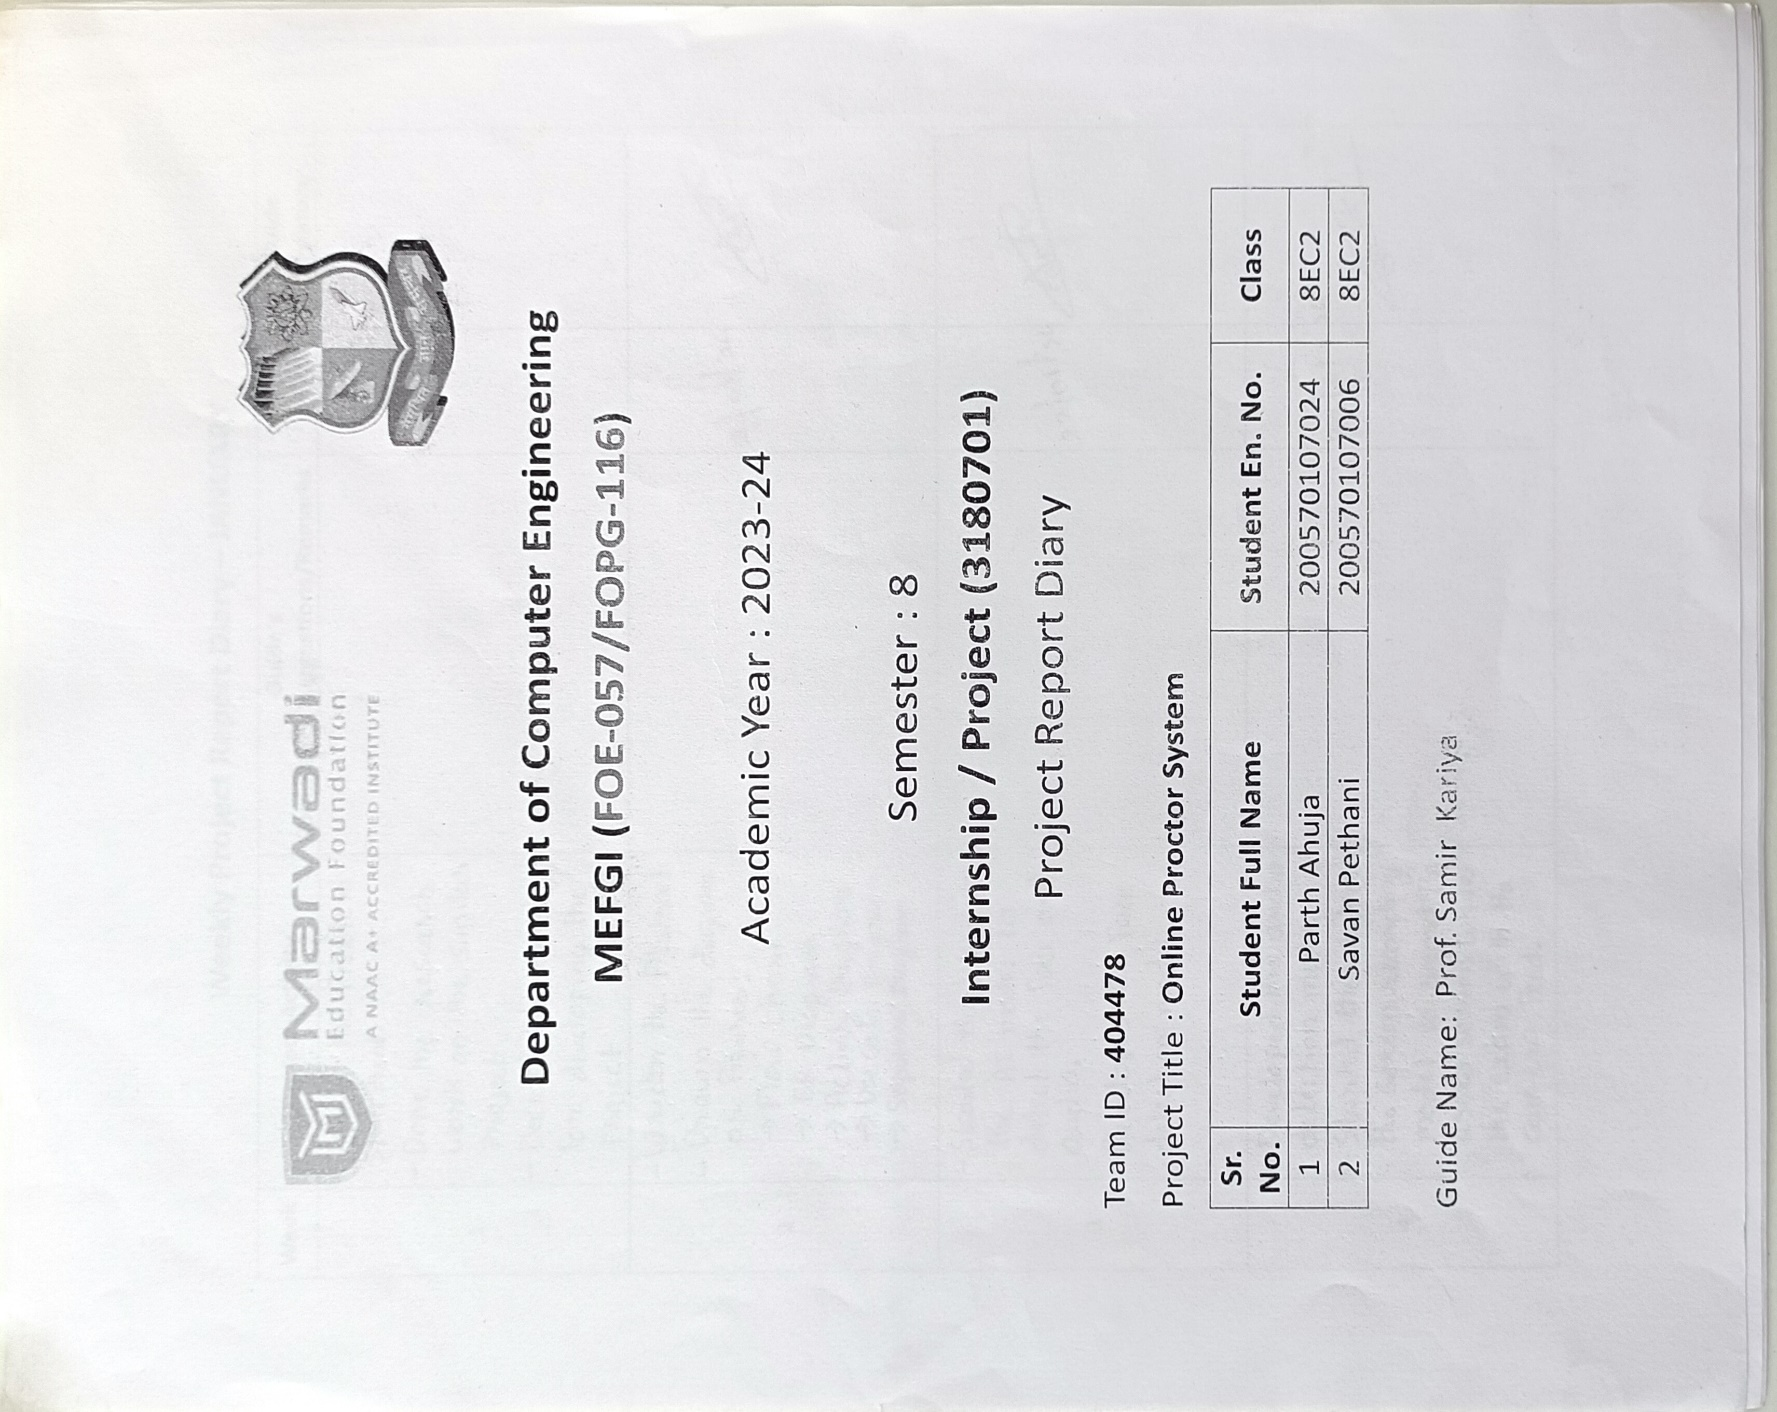 Marwadi
Education Foundation
A NAAC A+ ACCREDITED INSTITUTE
Department of Computer Engineering
MEFGI (FOE-057/FOPG-116)
Academic Year : 2023-24
Semester : 8
Internship / Project (3180701)
Project Report Diary
Team ID : 404478
Project Title : Online Proctor System
Sr. No. Student Full Name Student En. No. Class
1 Parth Ahuja 200570107024 8EC2
2 Savan Pethani 200570107006 8EC2
Guide Name: Prof. Samir Kariya